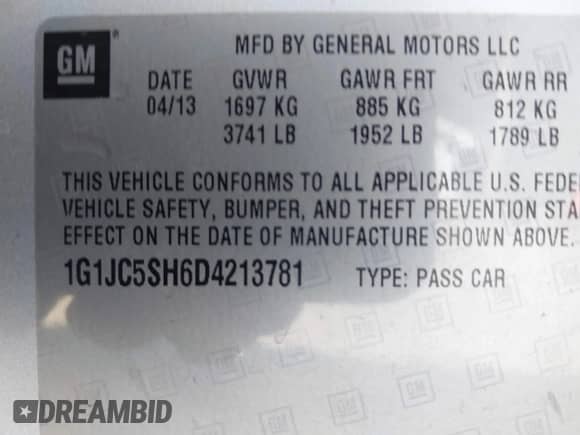 GM
®
MFD BY GENERAL MOTORS LLC
DATE GVWR GAWR FRT GAWR RR
04/13 1697 KG 885 KG 812 KG
3741 LB 1952 LB 1789 LB
THIS VEHICLE CONFORMS TO ALL APPLICABLE U.S. FEDE
VEHICLE SAFETY, BUMPER, AND THEFT PREVENTION STA
EFFECT ON THE DATE OF MANUFACTURE SHOWN ABOVE.
1G1JC5SH6D4213781 TYPE: PASS CAR
DREAMBID